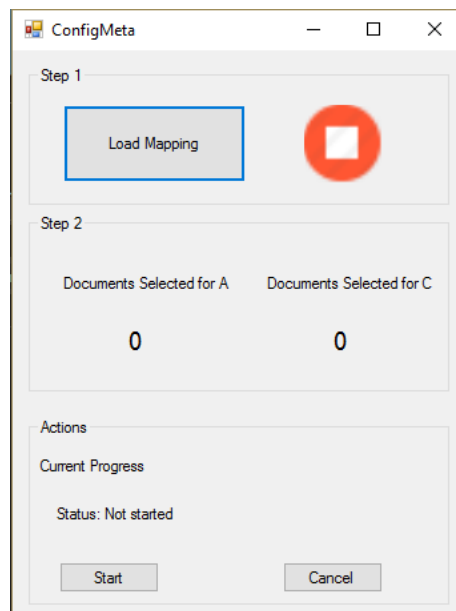 ConfigMeta
Step 1
Load Mapping
Step 2
Documents Selected for A
Documents Selected for C
0
0
Actions
Current Progress
Status: Not started
Start
Cancel